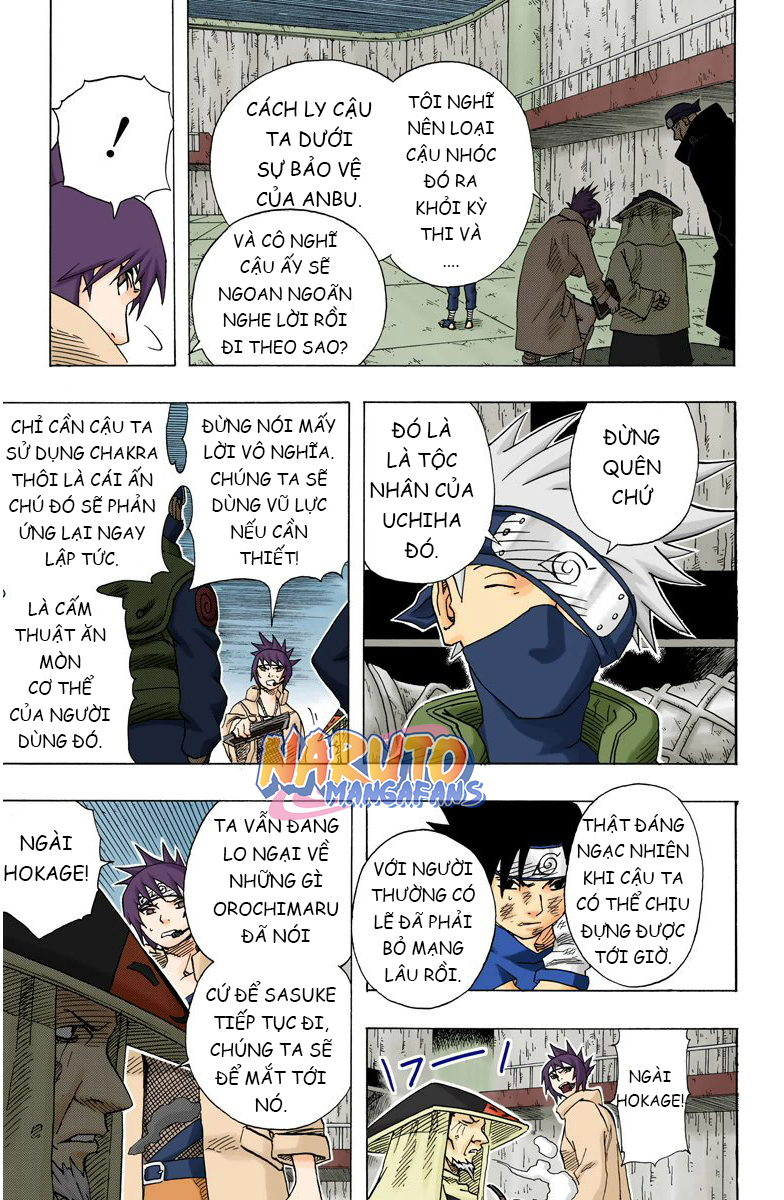 TÔI NGHĨ
NÊN LOẠI
CẬU NHÓC
ĐÓ RA
KHỎI KỲ
THI VÀ
....
CÁCH LY CẬU
TA DƯỚI
SỰ BẢO VỆ
CỦA ANBU.
VÀ CÔ NGHĨ
CẬU ẤY SẼ
NGOAN NGOÃN
NGHE LỜI RỒI
ĐI THEO SAO?
!
ĐỪNG
QUÊN
CHỨ
ĐÓ LÀ
LÀ TỘC
NHÂN CỦA
UCHIHA
ĐÓ.
ĐỪNG NÓI MẤY
LỜI VÔ NGHĨA.
CHÚNG TA SẼ
DÙNG VŨ LỰC
NẾU CẦN
THIẾT!
CHỈ CẦN CẬU TA
SỬ DỤNG CHAKRA
THÔI LÀ CÁI ẤN
CHÚ ĐÓ SẼ PHẢN
ỨNG LẠI NGAY
LẬP TỨC.
LÀ CẤM
THUẬT ĂN
MÒN
CƠ THỂ
CỦA NGƯỜI
DÙNG ĐÓ.
NARUTO
MANGAFANS
THẬT ĐÁNG
NGẠC NHIÊN
KHI CẬU TA
CÓ THỂ CHỊU
ĐỰNG ĐƯỢC
TỚI GIỜ.
VỚI NGƯỜI
THƯỜNG CÓ
LẼ ĐÃ PHẢI
BỎ MẠNG
LÂU RỒI.
TA VẪN ĐANG
LO NGẠI VỀ
NHỮNG GÌ
OROCHIMARU
ĐÃ NÓI
NGÀI
HOKAGE!
CỨ ĐỂ SASUKE
TIẾP TỤC ĐI,
CHÚNG TA SẼ
ĐỂ MẮT TỚI
NÓ.
NGÀI
HOKAGE!